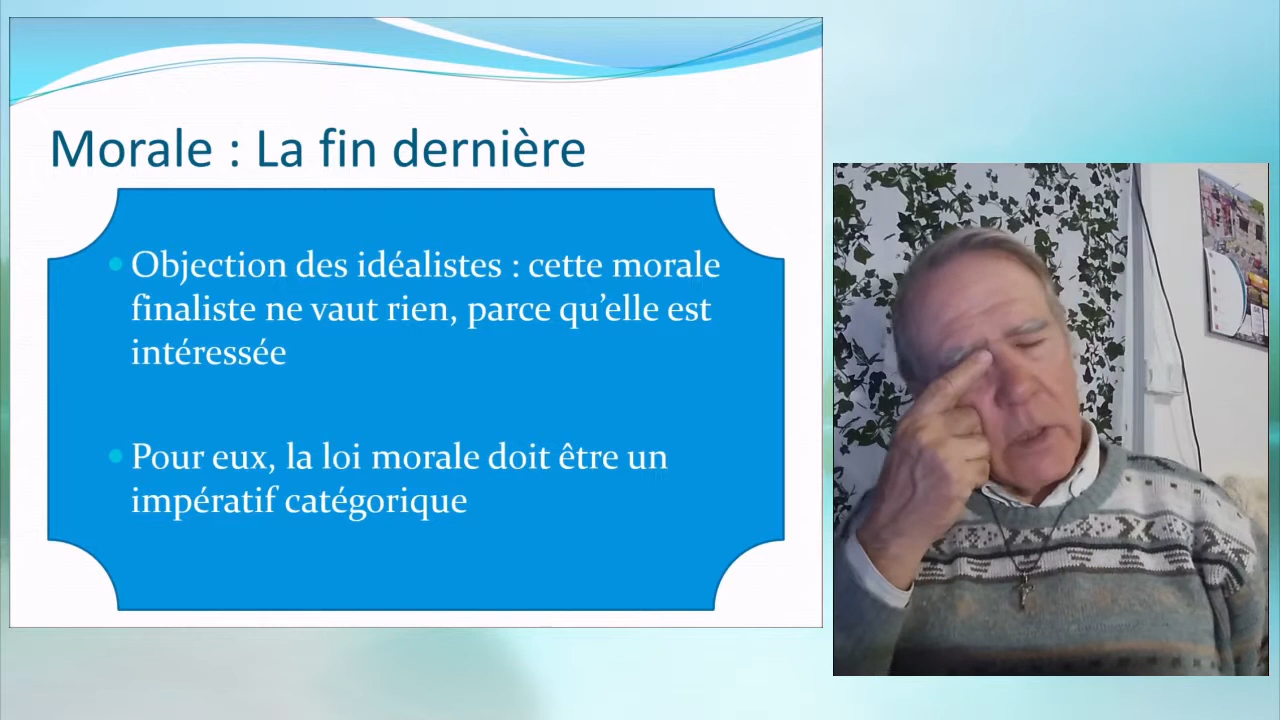 Morale : La fin dernière
Objection des idéalistes : cette morale
finaliste ne vaut rien, parce qu’elle est
intéressée
Pour eux, la loi morale doit être un
impératif catégorique